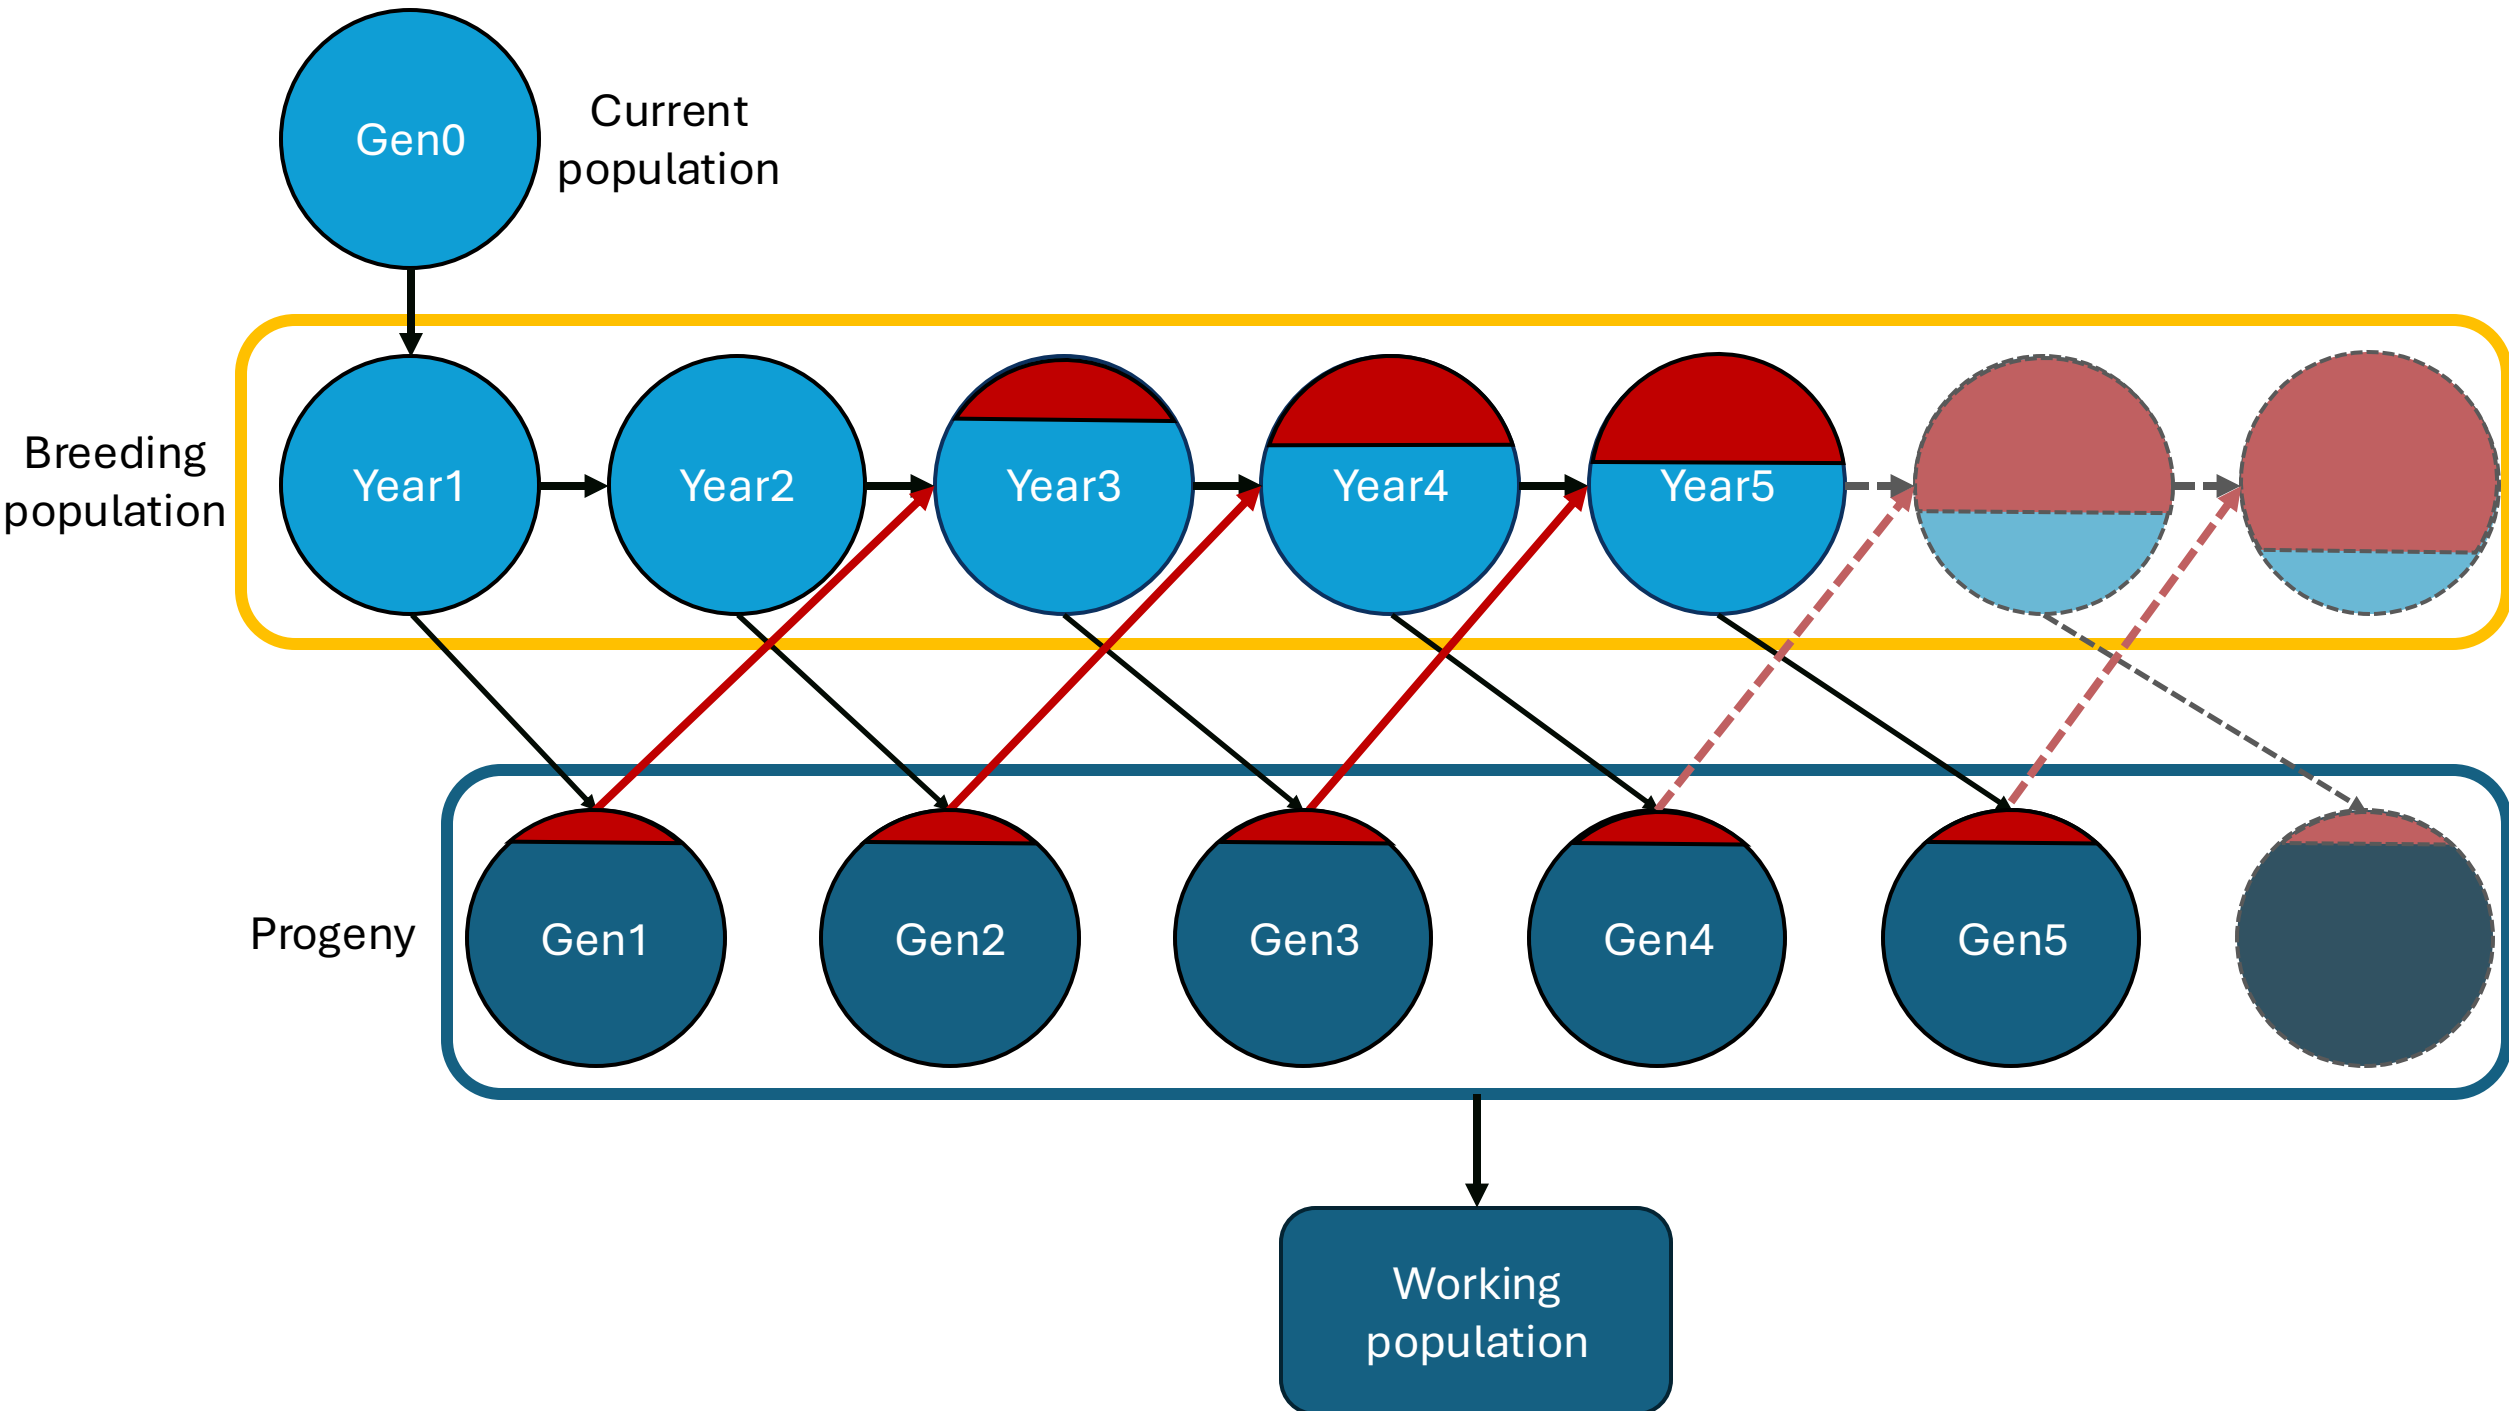 Gen0
Current
population
Breeding
population
Year1
Year2
Year3
Year4
Year5
Progeny
Gen1
Gen2
Gen3
Gen4
Gen5
Working
population